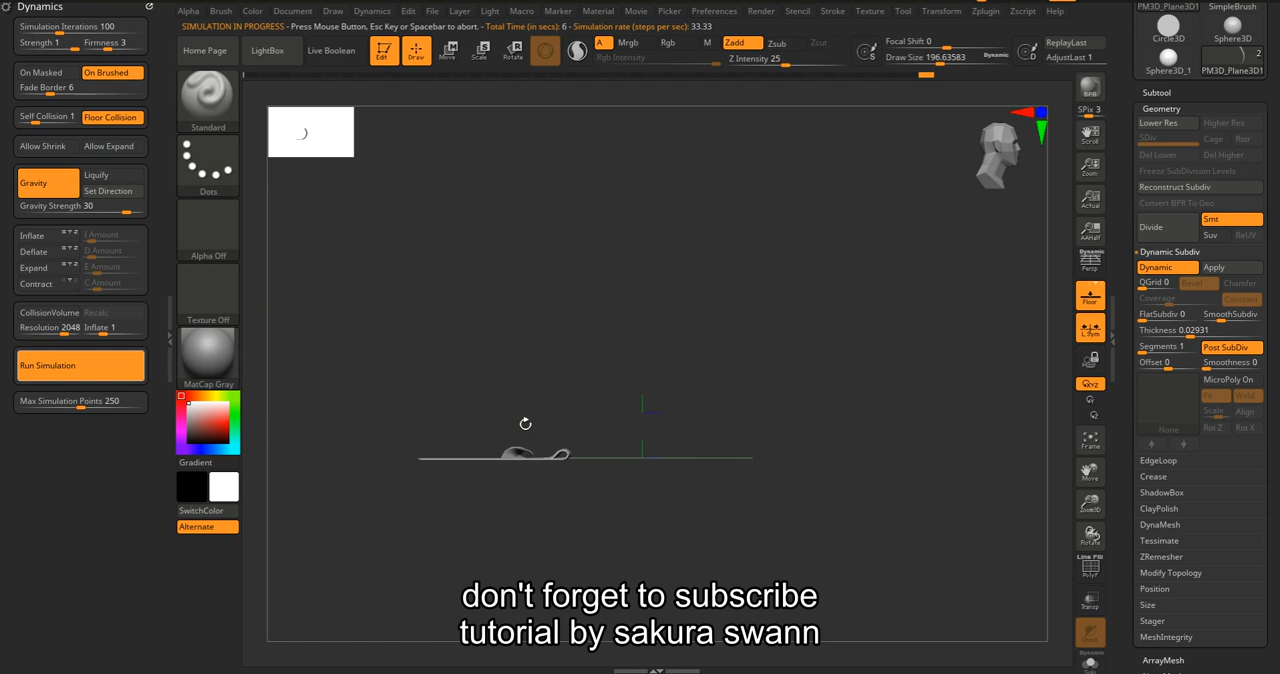 Dynamics
Simulation Iterations 100
Strength 1 Firmness 3
On Masked On Brushed
Fade Border 6
Self Collision 1 Floor Collision
Allow Shrink Allow Expand
Gravity Liquify
Set Direction
Gravity Strength 30
Inflate I Amount
Deflate D Amount
Expand E Amount
Contract C Amount
CollisionVolume Recalc
Resolution 2048 Inflate 1
Run Simulation
Max Simulation Points 250
Alpha Brush Color Document Draw Dynamics Edit File Layer Light Macro Marker Material Movie Picker Preferences Render Stencil Stroke Texture Tool Transform Zplugin Zscript Help
SIMULATION IN PROGRESS - Press Mouse Button, Esc Key or Spacebar to abort. - Total Time (in secs): 6 - Simulation rate (steps per sec): 33.33
Home Page LightBox Live Boolean Edit Draw Move Scale Rotate
A Mrgb Rgb M Zadd Zsub Zcut
Rgb Intensity Z Intensity 25
S Focal Shift 0
Draw Size 196.63583 Dynamic
D ReplayLast
AdjustLast 1
Standard
Dots
Alpha Off
Texture Off
MatCap Gray
Gradient
SwitchColor
Alternate
BPR
SPix 3
Scroll
Zoom
Actual
AAHalf
Dynamic
Persp
Floor
L.Sym
XYZ
Frame
Move
Zoom3D
Rotate
Line Fill
PolyF
Transp
Ghost
Dynamic
Solo
PM3D_Plane3D1 SimpleBrush
Circle3D Sphere3D
2
Sphere3D_1 PM3D_Plane3D1
Subtool
Geometry
Lower Res Higher Res
SDiv Cage Rstr
Del Lower Del Higher
Freeze SubDivision Levels
Reconstruct Subdiv
Convert BPR To Geo
Divide Smt
Suv ReUV
Dynamic Subdiv
Dynamic Apply
QGrid 0 Bevel Chamfer
Coverage Constant
FlatSubdiv 0 SmoothSubdiv
Thickness 0.02931
Segments 1 Post SubDiv
Offset 0 Smoothness 0
MicroPoly On
Fit Weld
Scale Align
None Rot Z Rot X
EdgeLoop
Crease
ShadowBox
ClayPolish
DynaMesh
Tessimate
ZRemesher
Modify Topology
Position
Size
Stager
MeshIntegrity
ArrayMesh
don't forget to subscribe
tutorial by sakura swann